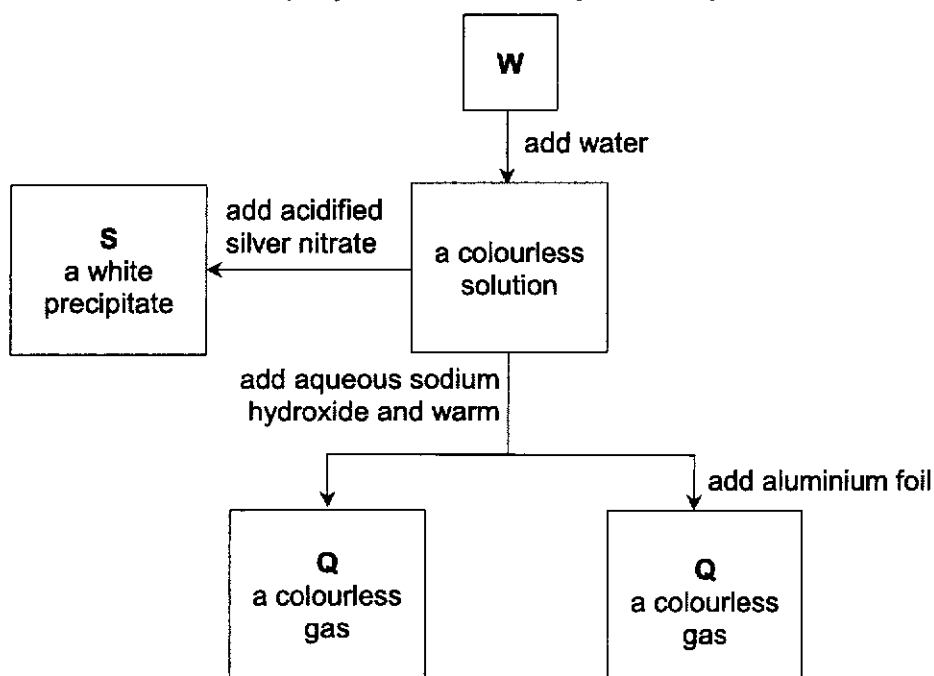 W
add water
add acidified
silver nitrate
S
a white
precipitate
a colourless
solution
add aqueous sodium
hydroxide and warm
add aluminium foil
Q
a colourless
gas
Q
a colourless
gas